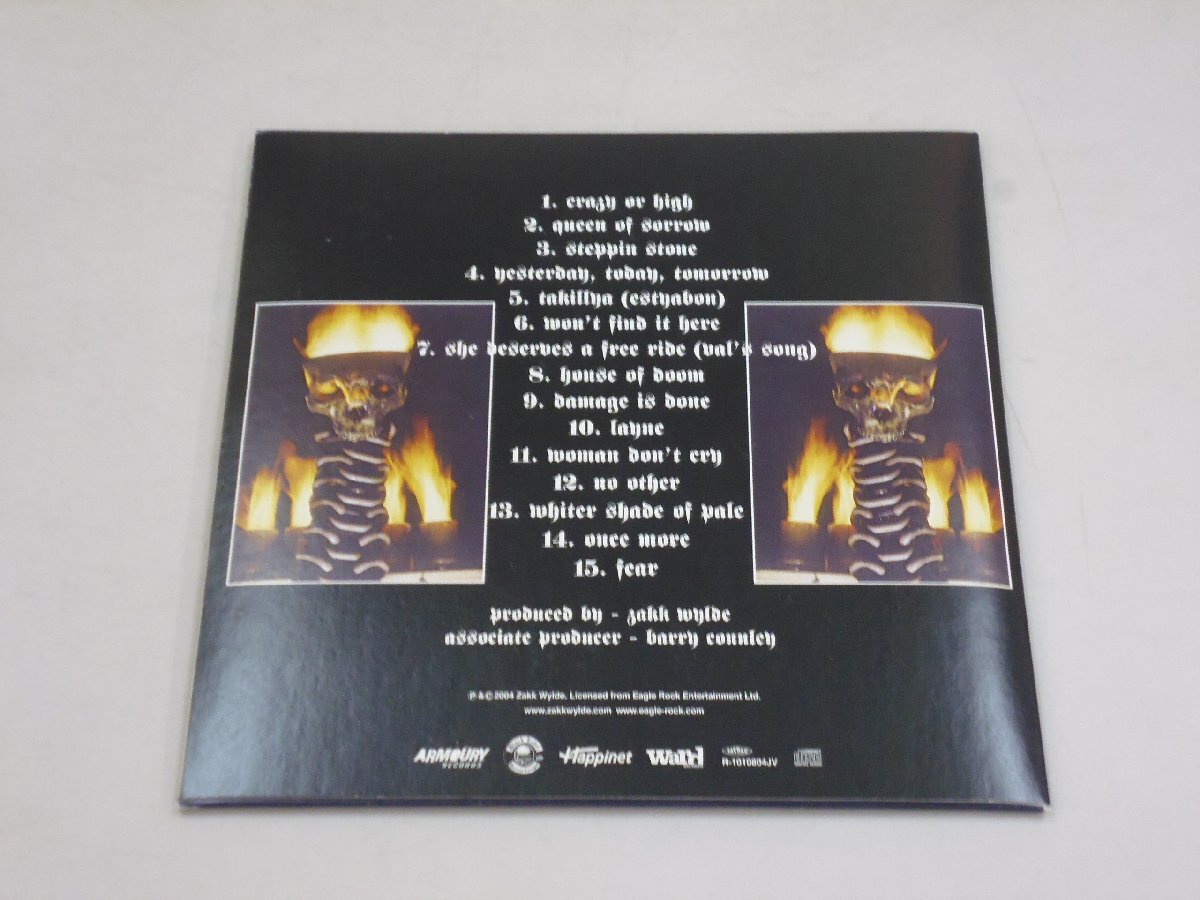 1. crazy or high
2. queen of sorrow
3. steppin stone
4. yesterday, today, tomorrow
5. takillya (estyabon)
6. won't find it here
7. she deserves a free ride (val's song)
8. house of doom
9. damage is done
10. layne
11. woman don't cry
12. no other
13. whiter shade of pale
14. once more
15. fear
produced by - zakk wylde
associate producer - barry connley
℗ & © 2004 Zakk Wylde, Licensed from Eagle Rock Entertainment Ltd.
www.zakkwylde.com www.eagle-rock.com
ARMOURY RECORDS Happinet Ward R-1010804JV